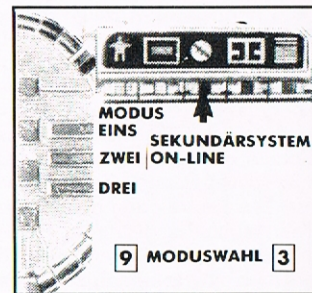 MODUS
EINS
SEKUNDÄRSYSTEM
ZWEI ON-LINE
DREI
9 MODUSWAHL 3